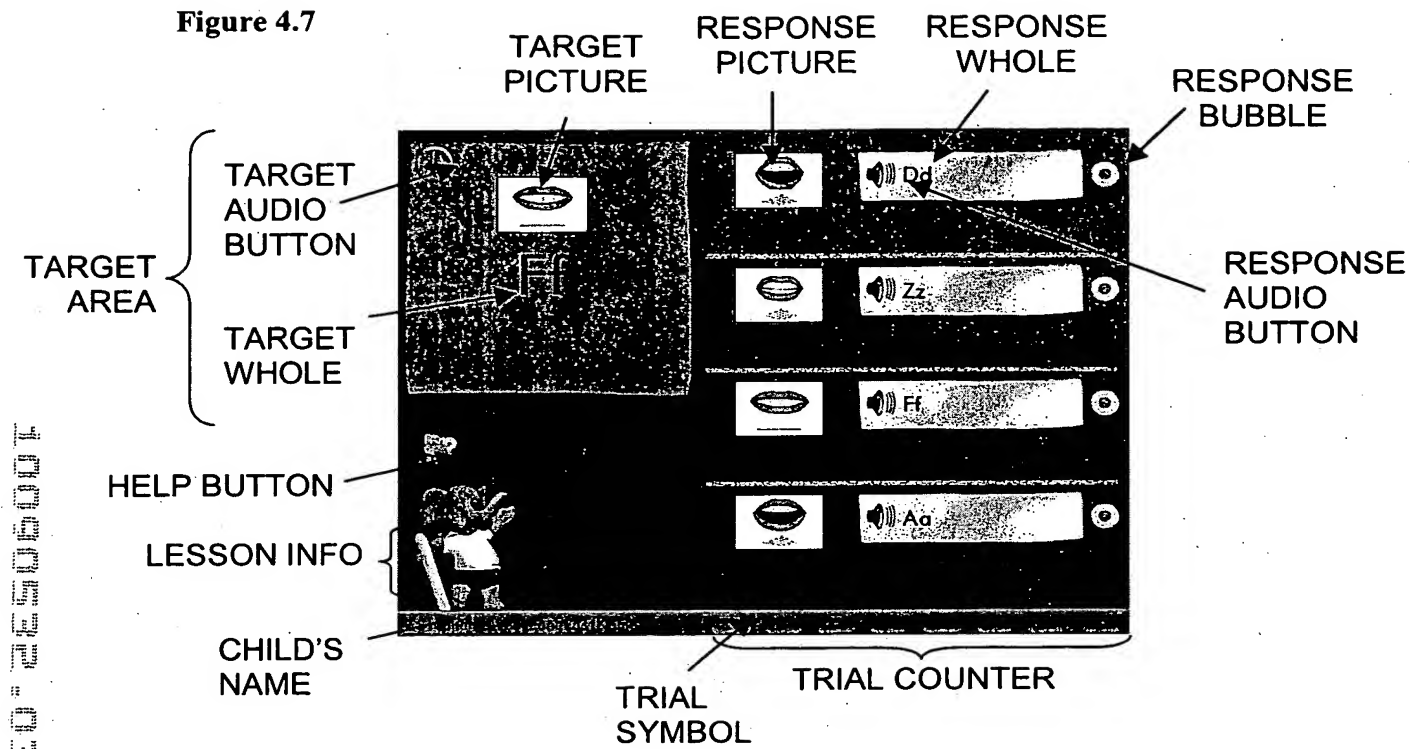 Figure 4.7
TARGET
PICTURE
RESPONSE
PICTURE
RESPONSE
WHOLE
RESPONSE
BUBBLE
TARGET
AREA
TARGET
AUDIO
BUTTON
TARGET
WHOLE
Ff
Dd
Zz
Ff
Aa
RESPONSE
AUDIO
BUTTON
HELP BUTTON
LESSON INFO
CHILD'S
NAME
TRIAL
SYMBOL
TRIAL COUNTER